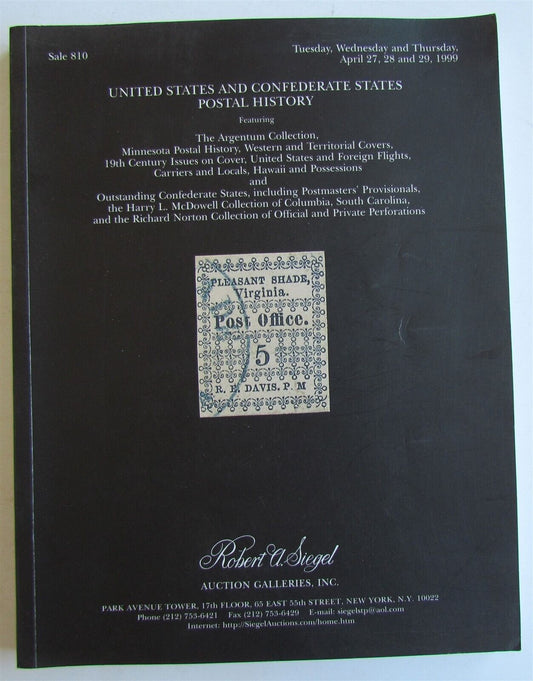 Sale 810
Tuesday, Wednesday and Thursday,
April 27, 28 and 29, 1999
UNITED STATES AND CONFEDERATE STATES
POSTAL HISTORY
Featuring
The Argentum Collection,
Minnesota Postal History, Western and Territorial Covers,
19th Century Issues on Cover, United States and Foreign Flights,
Carriers and Locals, Hawaii and Possessions
and
Outstanding Confederate States, including Postmasters' Provisionals,
the Harry L. McDowell Collection of Columbia, South Carolina,
and the Richard Norton Collection of Official and Private Perforations
PLEASANT SHADE,
Virginia.
Post Office.
5
R. E. DAVIS. P. M
Robert A. Siegel
AUCTION GALLERIES, INC.
PARK AVENUE TOWER, 17th FLOOR, 65 EAST 55th STREET, NEW YORK, N.Y. 10022
Phone (212) 753-6421 Fax (212) 753-6429 E-mail: siegelstp@aol.com
Internet: http://SiegelAuctions.com/home.htm